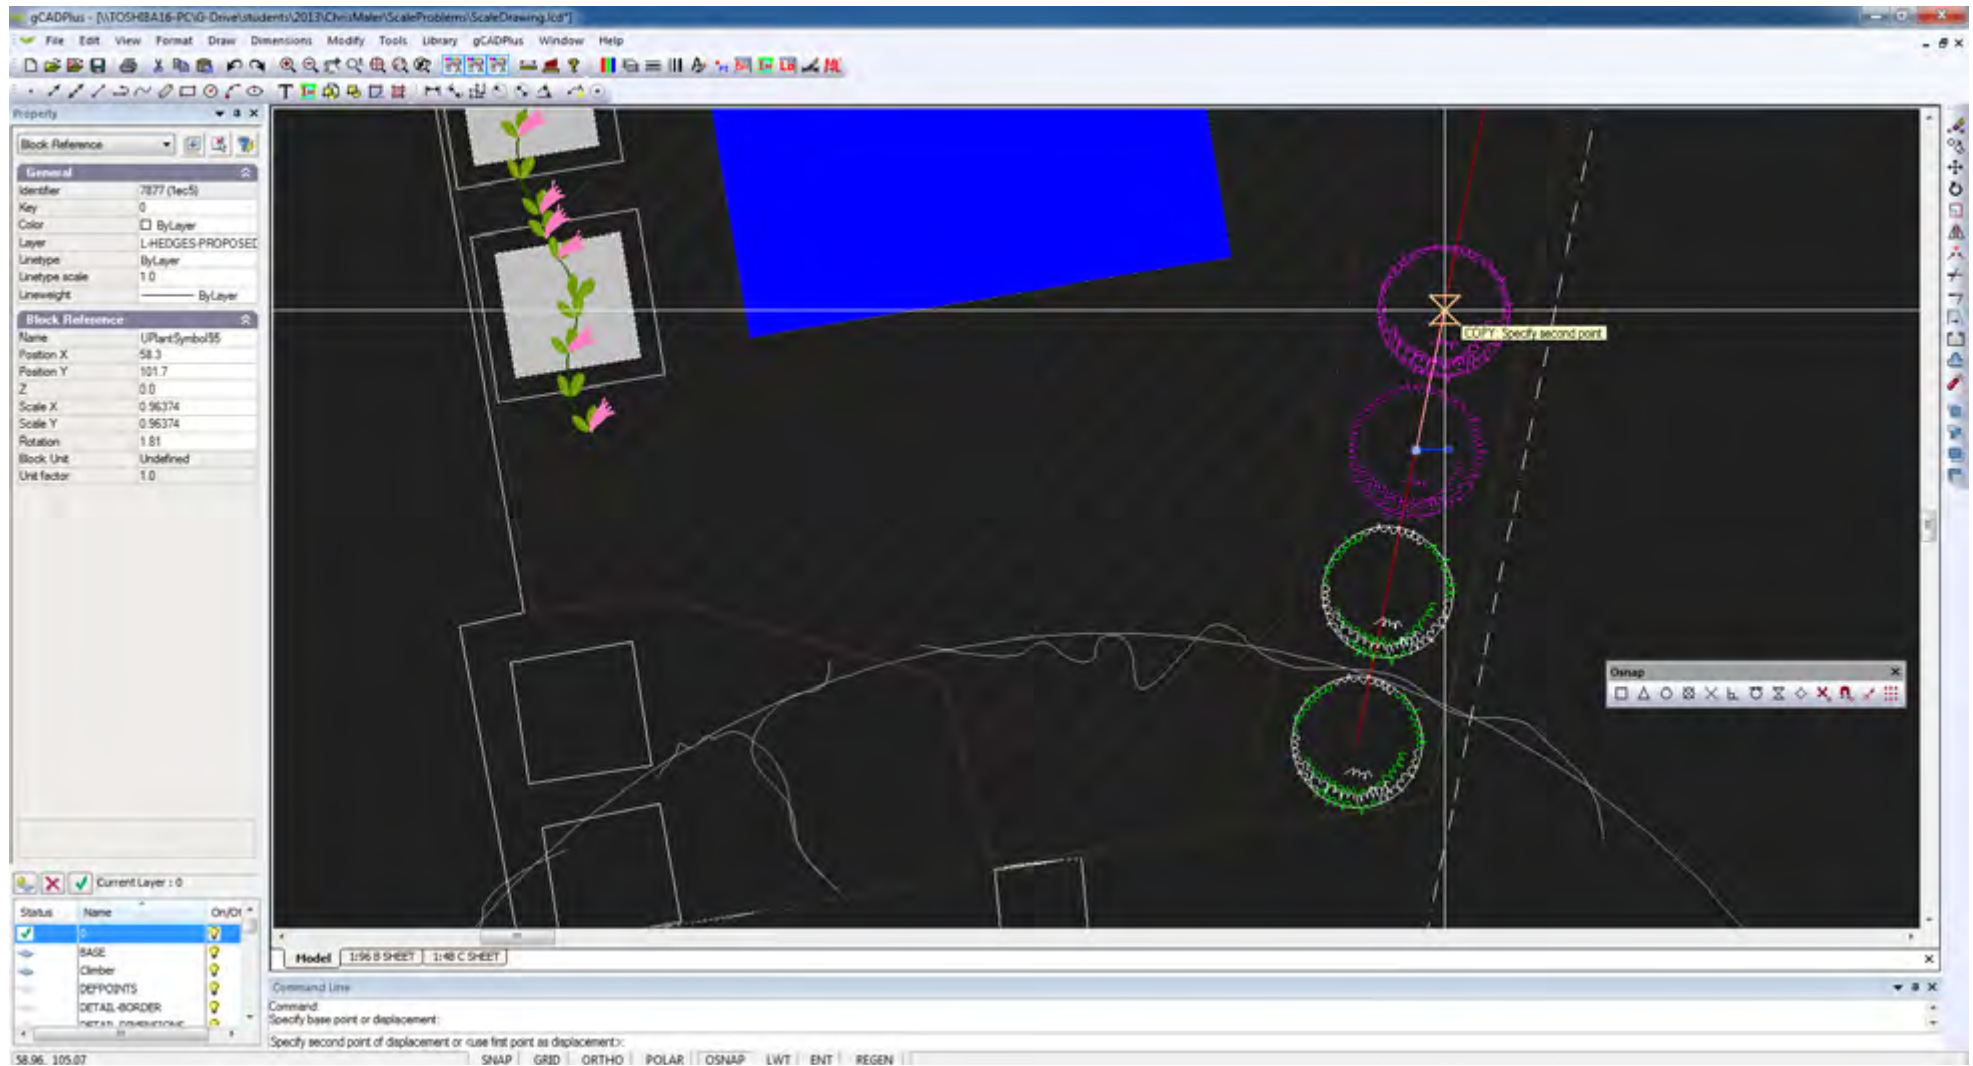 gCADPlus - [\\TOSHIBA16-PC\G-Drive\students\2013\ChrisMaler\ScaleProblems\ScaleDrawing.lcd*]
File Edit View Format Draw Dimensions Modify Tools Library gCADPlus Window Help
Property
Block Reference
General
Identifier 7877 (1ec5)
Key 0
Color ByLayer
Layer L-HEDGES-PROPOSED
Linetype ByLayer
Linetype scale 1.0
Lineweight ByLayer
Block Reference
Name UPlantSymbol95
Position X 58.3
Position Y 101.7
Z 0.0
Scale X 0.96374
Scale Y 0.96374
Rotation 1.81
Block Unit Undefined
Unit factor 1.0
COPY: Specify second point
Osnap
Current Layer : 0
Status Name On/Of
0
BASE
Climber
DEFPOINTS
DETAIL-BORDER
DETAIL-DIMENSIONS
Model 1:96 B SHEET 1:48 C SHEET
Command Line
Command:
Specify base point or displacement:
Specify second point of displacement or <use first point as displacement>:
58.96, 105.07 SNAP GRID ORTHO POLAR OSNAP LWT ENT REGEN